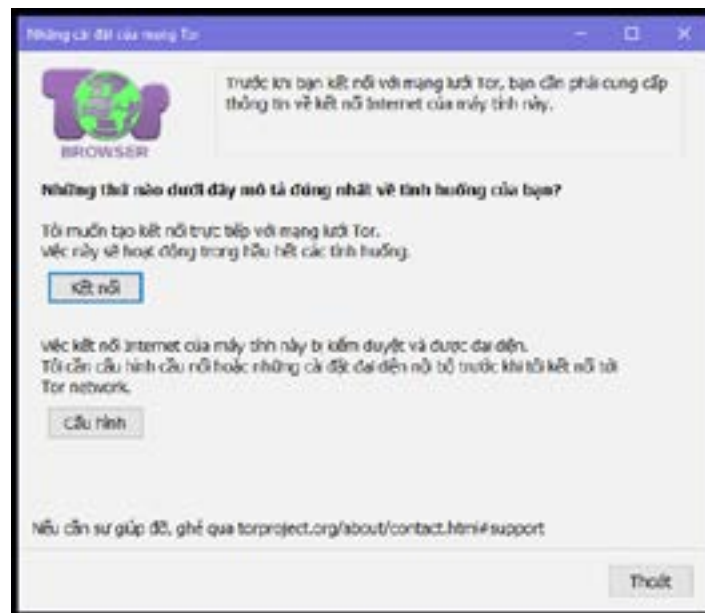 Những cài đặt của mạng Tor
Trước khi bạn kết nối với mạng lưới Tor, bạn cần phải cung cấp
thông tin về kết nối Internet của máy tính này.
Tor
BROWSER
Những thứ nào dưới đây mô tả đúng nhất về tình huống của bạn?
Tôi muốn tạo kết nối trực tiếp với mạng lưới Tor.
Việc này sẽ hoạt động trong hầu hết các tình huống.
Kết nối
Việc kết nối Internet của máy tính này bị kiểm duyệt và được đại diện.
Tôi cần cấu hình cầu nối hoặc những cài đặt đại diện nội bộ trước khi tôi kết nối tới
Tor network.
Cấu hình
Nếu cần sự giúp đỡ, ghé qua torproject.org/about/contact.html#support
Thoát